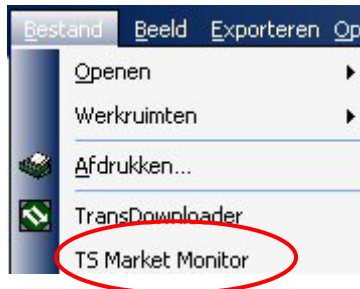 Bestand Beeld Exporteren Op
Openen
Werkruimten
Afdrukken...
TransDownloader
TS Market Monitor